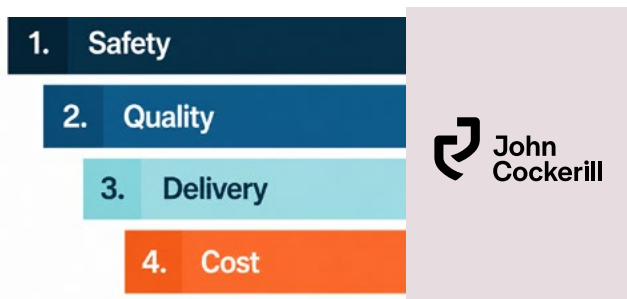 1. Safety
2. Quality
3. Delivery
4. Cost
John
Cockerill